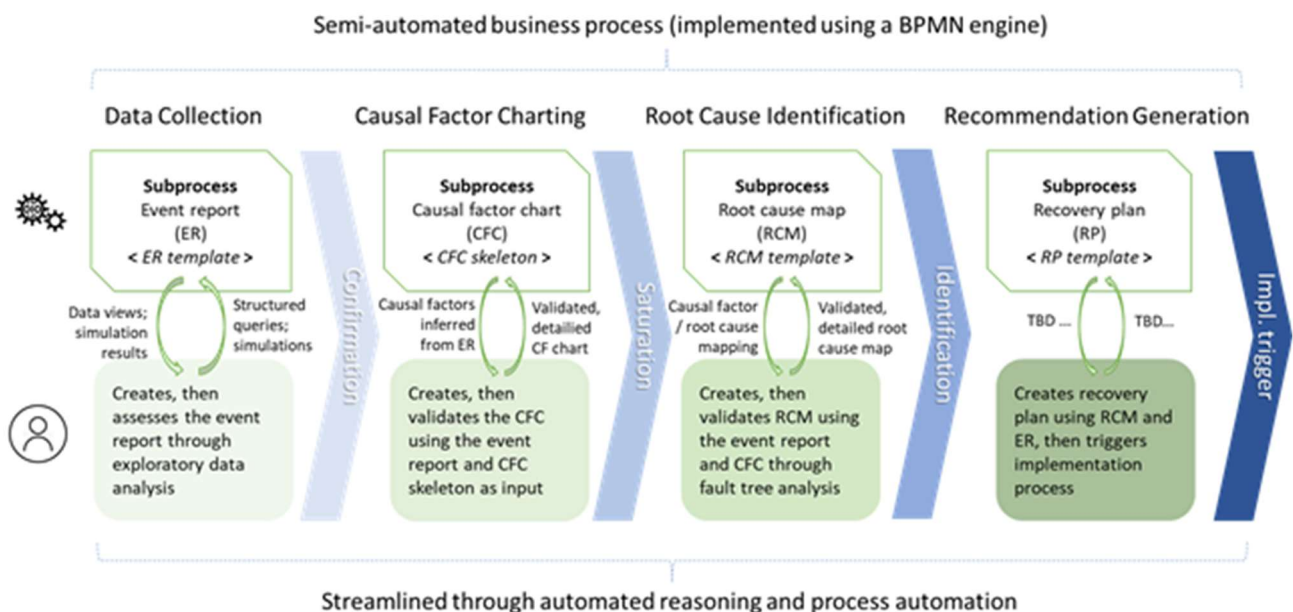 Semi-automated business process (implemented using a BPMN engine)
Data Collection
Causal Factor Charting
Root Cause Identification
Recommendation Generation
Subprocess
Event report
(ER)
< ER template >
Data views;
simulation
results
Structured
queries;
simulations
Creates, then
assesses the event
report through
exploratory data
analysis
Confirmation
Subprocess
Causal factor chart
(CFC)
< CFC skeleton >
Causal factors
inferred
from ER
Validated,
detailied
CF chart
Creates, then
validates the CFC
using the event
report and CFC
skeleton as input
Saturation
Subprocess
Root cause map
(RCM)
< RCM template >
Causal factor
/ root cause
mapping
Validated,
detailed root
cause map
Creates, then
validates RCM using
the event report
and CFC through
fault tree analysis
Identification
Subprocess
Recovery plan
(RP)
< RP template >
TBD ...
TBD...
Creates recovery
plan using RCM and
ER, then triggers
implementation
process
Impl. trigger
Streamlined through automated reasoning and process automation